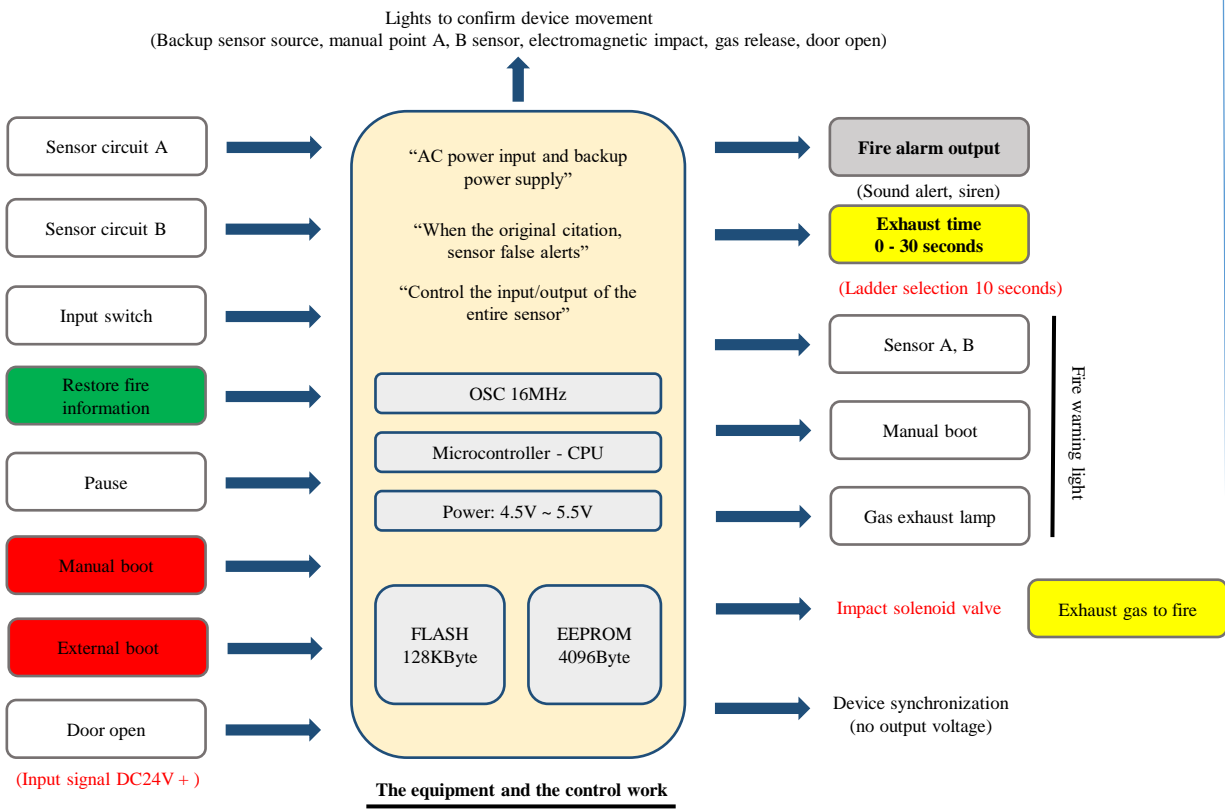 Lights to confirm device movement
(Backup sensor source, manual point A, B sensor, electromagnetic impact, gas release, door open)
Sensor circuit A
Sensor circuit B
Input switch
Restore fire
information
Pause
Manual boot
External boot
Door open
(Input signal DC24V + )
“AC power input and backup
power supply”
“When the original citation,
sensor false alerts”
“Control the input/output of the
entire sensor”
OSC 16MHz
Microcontroller - CPU
Power: 4.5V ~ 5.5V
FLASH
128KByte
EEPROM
4096Byte
The equipment and the control work
Fire alarm output
(Sound alert, siren)
Exhaust time
0 - 30 seconds
(Ladder selection 10 seconds)
Sensor A, B
Manual boot
Gas exhaust lamp
Fire warning
light
Impact solenoid valve
Exhaust gas to fire
Device synchronization
(no output voltage)